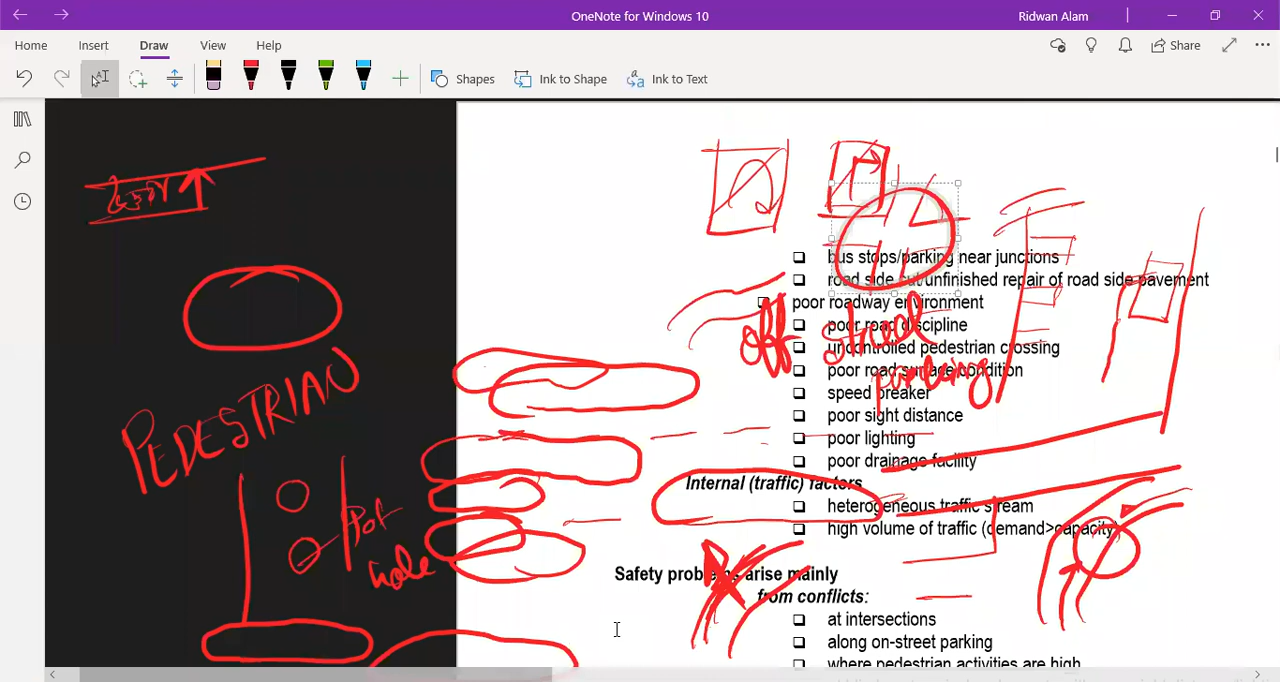 OneNote for Windows 10
Ridwan Alam
Home Insert Draw View Help
Share
Shapes
Ink to Shape
Ink to Text
❑ bus stops/parking near junctions
❑ road side cut/unfinished repair of road side pavement
❑ poor roadway environment
❑ poor road discipline
❑ uncontrolled pedestrian crossing
❑ poor road surface condition
❑ speed breaker
❑ poor sight distance
❑ poor lighting
❑ poor drainage facility
Internal (traffic) factors
❑ heterogeneous traffic stream
❑ high volume of traffic (demand>capacity)
Safety problems arise mainly
from conflicts:
❑ at intersections
❑ along on-street parking
❑ where pedestrian activities are high
off street
parking
PEDESTRIAN
Pot
hole